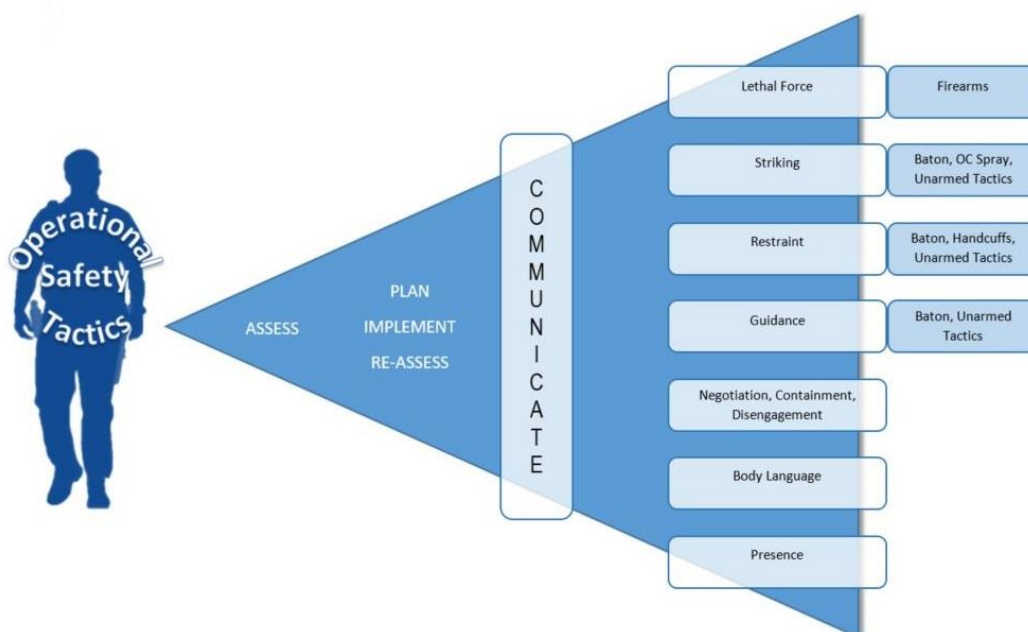 Operational
Safety
Tactics
ASSESS
PLAN
IMPLEMENT
RE-ASSESS
COMMUNICATE
Lethal Force
Firearms
Striking
Baton, OC Spray,
Unarmed Tactics
Restraint
Baton, Handcuffs,
Unarmed Tactics
Guidance
Baton, Unarmed
Tactics
Negotiation, Containment,
Disengagement
Body Language
Presence